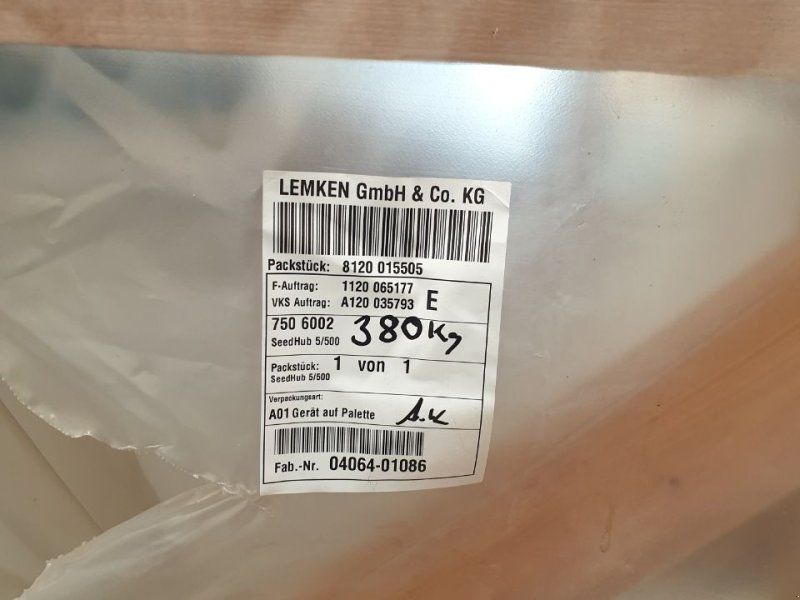 LEMKEN GmbH & Co. KG
Packstück: 8120 015505
F-Auftrag: 1120 065177
VKS Auftrag: A120 035793 E
750 6002 380Kg
SeedHub 5/500
Packstück: 1 von 1
SeedHub 5/500
Verpackungsart:
A01 Gerät auf Palette A.K
Fab.-Nr. 04064-01086